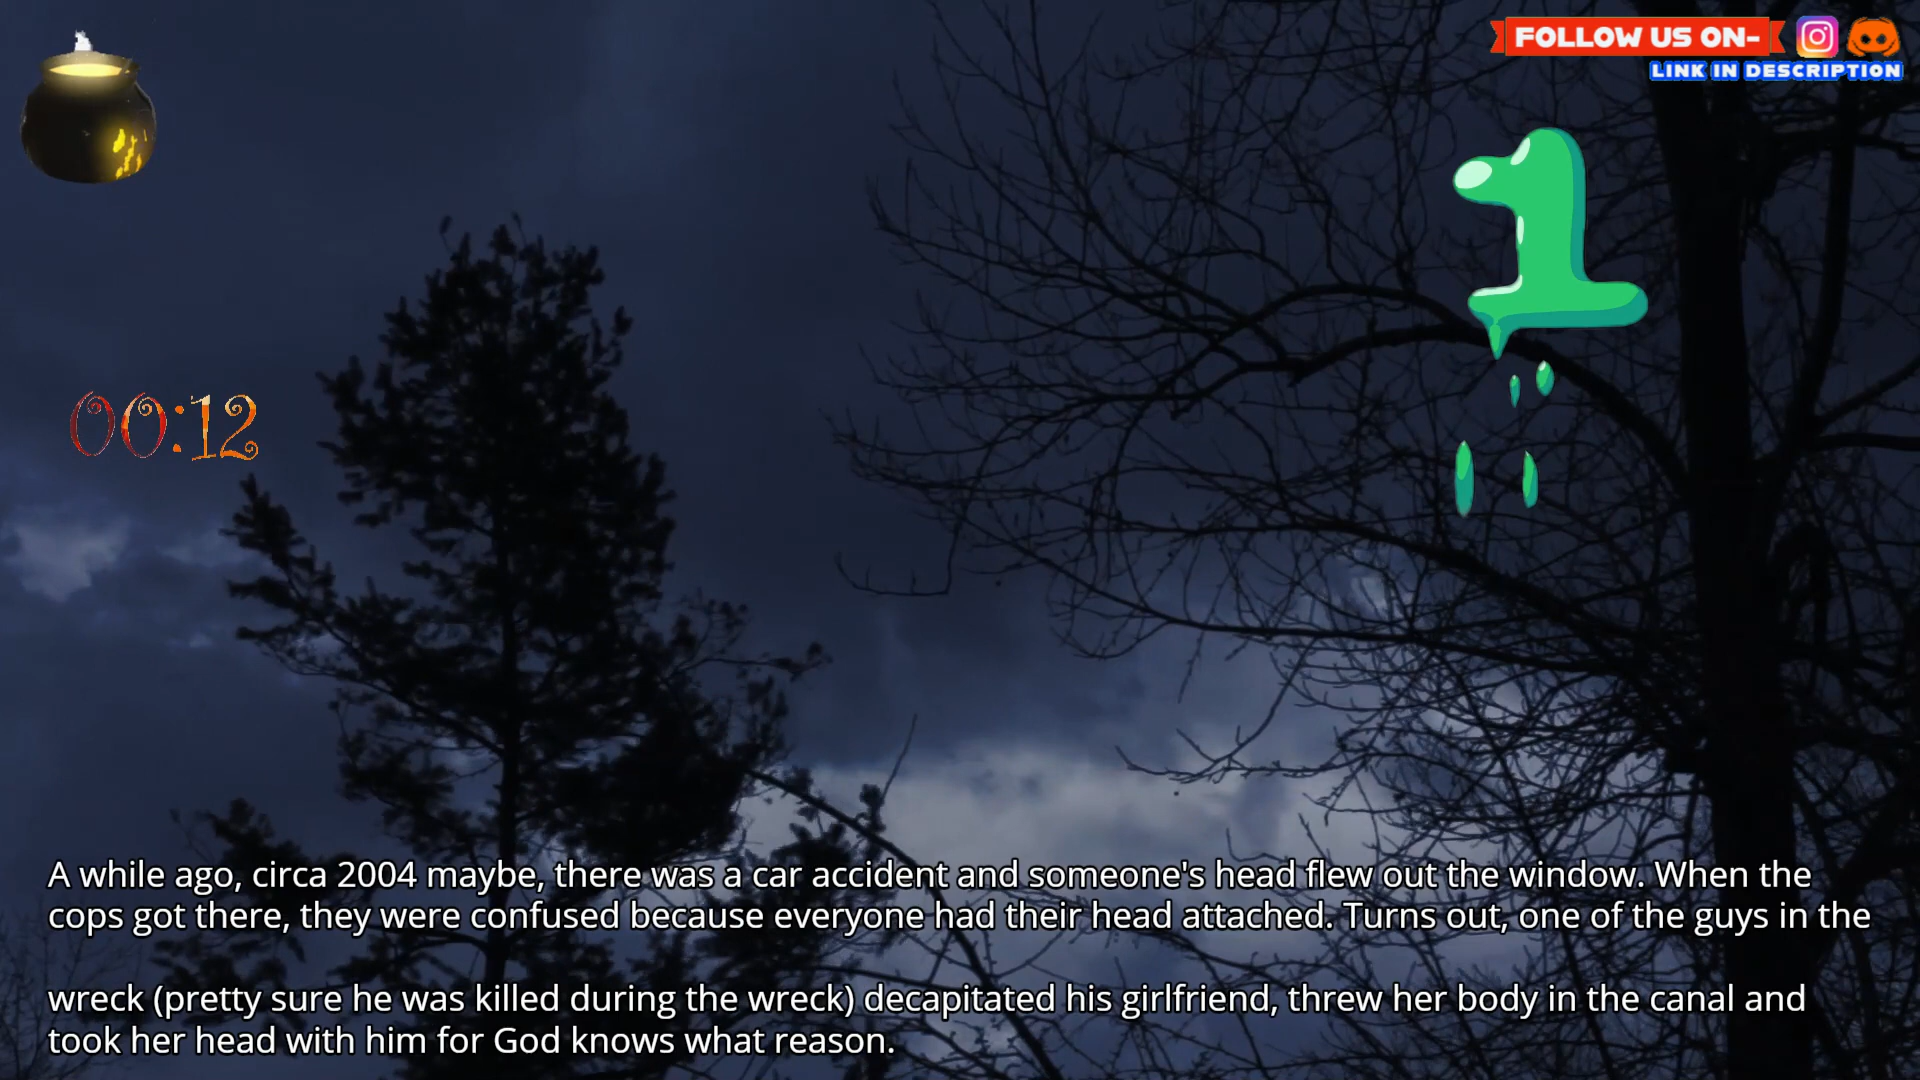 FOLLOW US ON-
LINK IN DESCRIPTION
1
00:12
A while ago, circa 2004 maybe, there was a car accident and someone's head flew out the window. When the
cops got there, they were confused because everyone had their head attached. Turns out, one of the guys in the
wreck (pretty sure he was killed during the wreck) decapitated his girlfriend, threw her body in the canal and
took her head with him for God knows what reason.